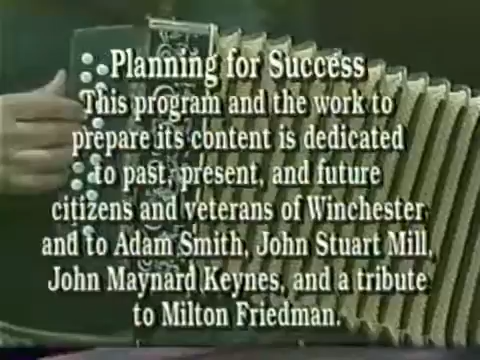 Planning for Success
This program and the work to
prepare its content is dedicated
to past, present, and future
citizens and veterans of Winchester
and to Adam Smith, John Stuart Mill,
John Maynard Keynes, and a tribute
to Milton Friedman.